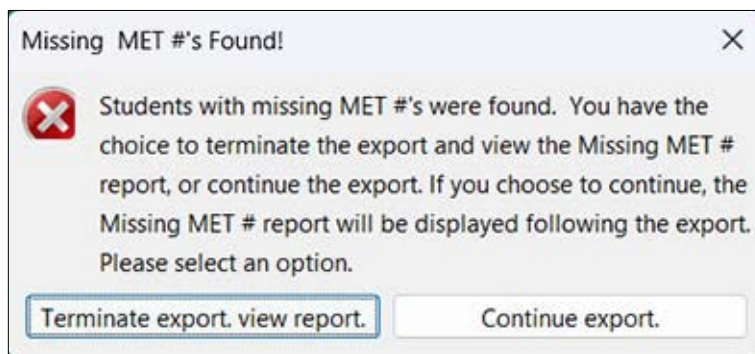 Missing  MET #'s Found!
Students with missing MET #'s were found.  You have the
choice to terminate the export and view the Missing MET #
report, or continue the export. If you choose to continue, the
Missing MET # report will be displayed following the export.
Please select an option.
Terminate export. view report.
Continue export.